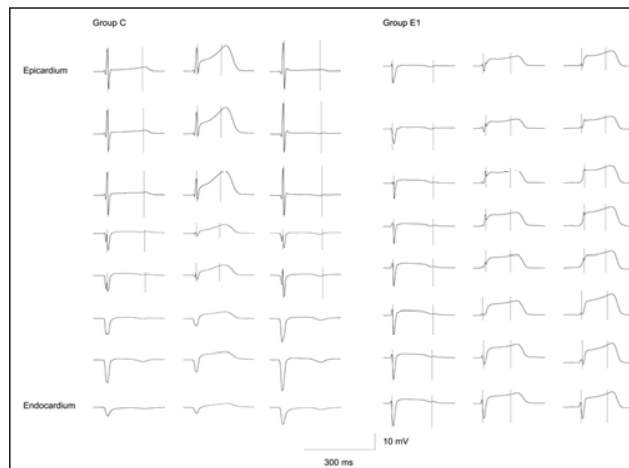 Group C
Group E1
Epicardium
Endocardium
10 mV
300 ms